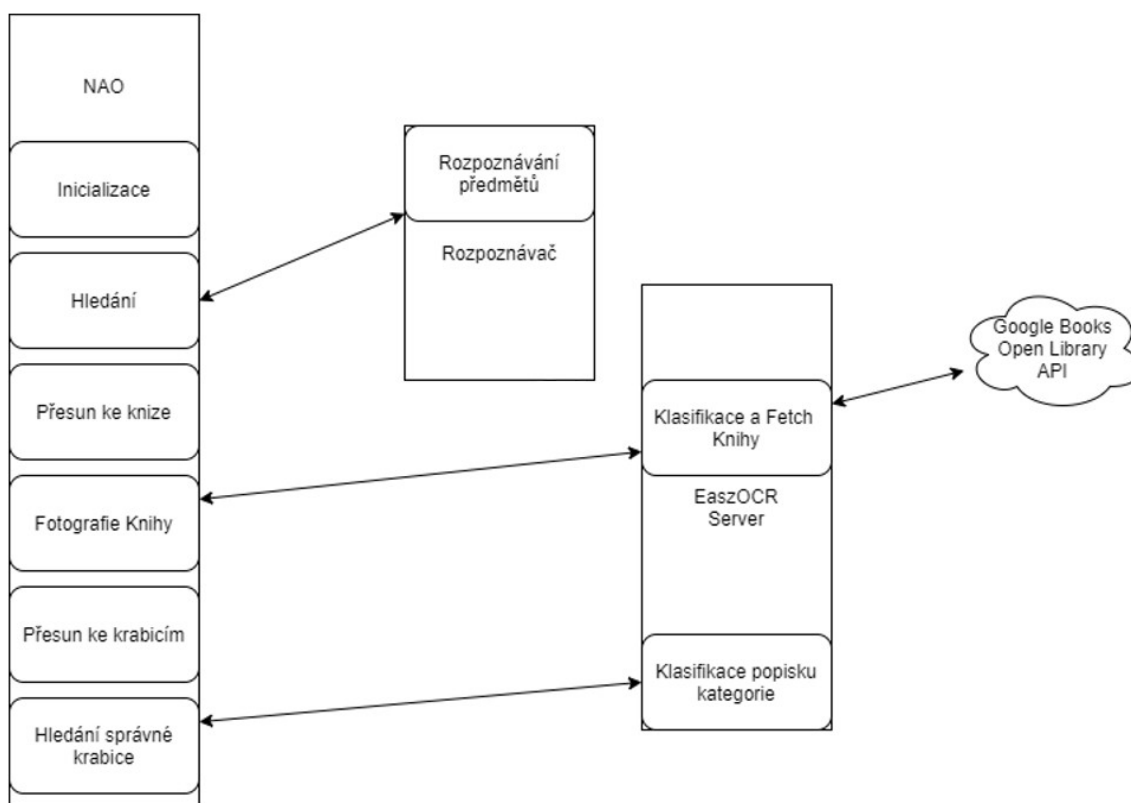 NAO
Inicializace
Hledání
Přesun ke knize
Fotografie Knihy
Přesun ke krabicím
Hledání správné
krabice
Rozpoznávání
předmětů
Rozpoznávač
Klasifikace a Fetch
Knihy
EaszOCR
Server
Klasifikace popisku
kategorie
Google Books
Open Library
API